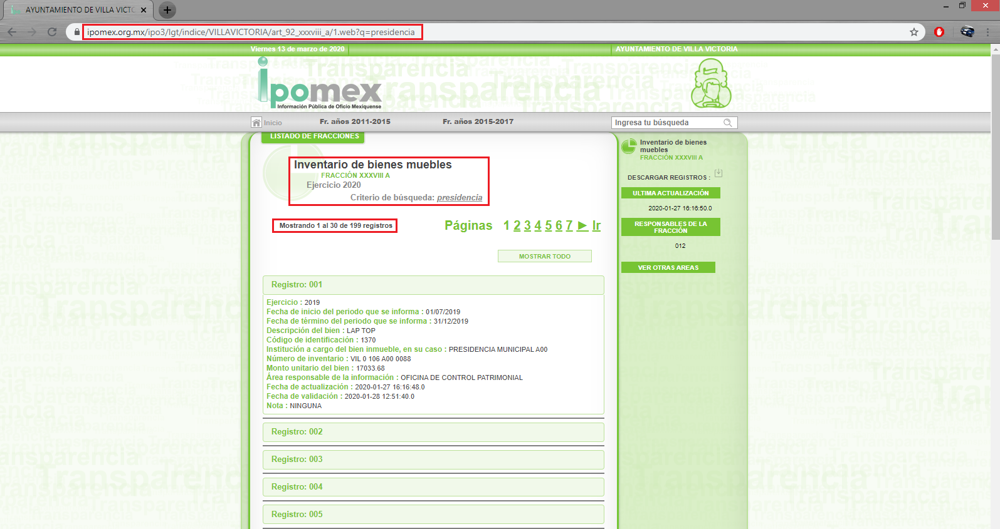 AYUNTAMIENTO DE VILLA VICTO
ipomex.org.mx/ipo3/lgt/indice/VILLAVICTORIA/art_92_xxxviii_a/1.web?q=presidencia
Viernes 13 de marzo de 2020
AYUNTAMIENTO DE VILLA VICTORIA
Transparencia
ipomex
Información Pública de Oficio Mexiquense
Inicio
Fr. años 2011-2015
Fr. años 2015-2017
Ingresa tu búsqueda
LISTADO DE FRACCIONES
Inventario de bienes muebles
FRACCIÓN XXXVIII A
Ejercicio 2020
Criterio de búsqueda: presidencia
Mostrando 1 al 30 de 199 registros
Páginas 1 2 3 4 5 6 7 ► Ir
MOSTRAR TODO
Registro: 001
Ejercicio : 2019
Fecha de inicio del periodo que se informa : 01/07/2019
Fecha de término del periodo que se informa : 31/12/2019
Descripción del bien : LAP TOP
Código de identificación : 1370
Institución a cargo del bien inmueble, en su caso : PRESIDENCIA MUNICIPAL A00
Número de inventario : VIL 0 106 A00 0088
Monto unitario del bien : 17033.68
Área responsable de la información : OFICINA DE CONTROL PATRIMONIAL
Fecha de actualización : 2020-01-27 16:16:48.0
Fecha de validación : 2020-01-28 12:51:40.0
Nota : NINGUNA
Registro: 002
Registro: 003
Registro: 004
Registro: 005
Inventario de bienes
muebles
FRACCIÓN XXXVIII A
DESCARGAR REGISTROS :
ULTIMA ACTUALIZACIÓN
2020-01-27 16:16:50.0
RESPONSABLES DE LA
FRACCIÓN
012
VER OTRAS AREAS